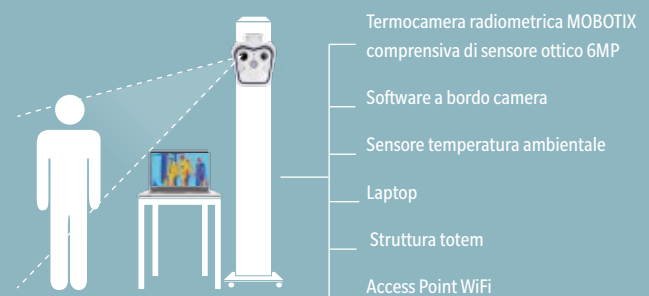 Termocamera radiometrica MOBOTIX
comprensiva di sensore ottico 6MP
Software a bordo camera
Sensore temperatura ambientale
Laptop
Struttura totem
Access Point WiFi